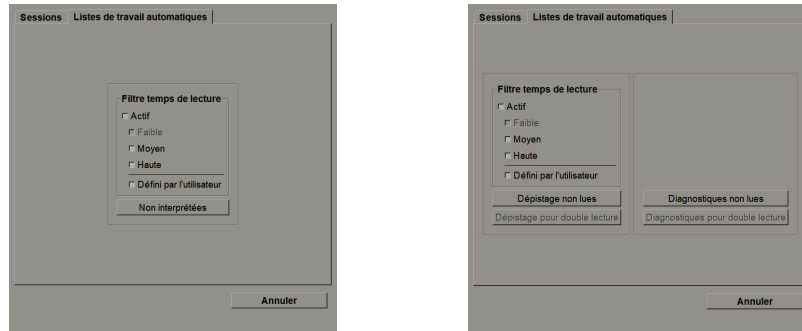 Sessions Listes de travail automatiques
Filtre temps de lecture
Actif
Faible
Moyen
Haute
Défini par l'utilisateur
Non interprétées
Annuler
Sessions Listes de travail automatiques
Filtre temps de lecture
Actif
Faible
Moyen
Haute
Défini par l'utilisateur
Dépistage non lues
Diagnostiques non lues
Dépistage pour double lecture
Diagnostiques pour double lecture
Annuler